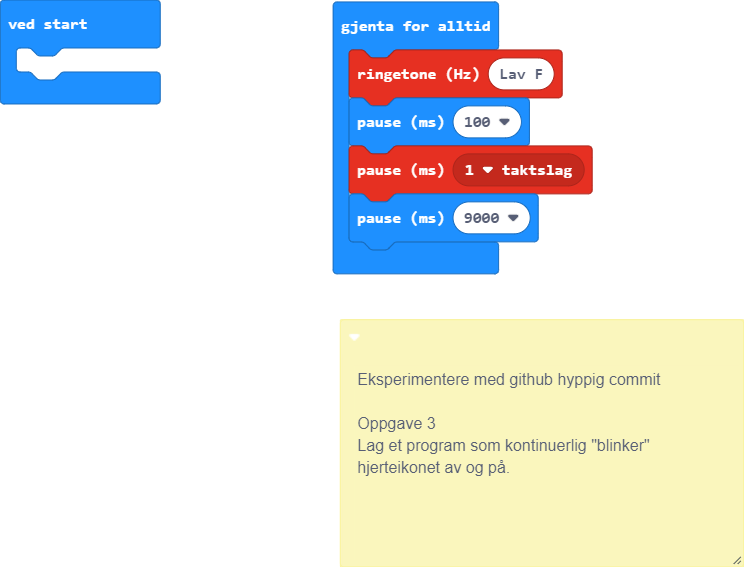 ved start
gjenta for alltid
ringetone (Hz) Lav F
pause (ms) 100
pause (ms) 1 taktslag
pause (ms) 9000
Eksperimentere med github hyppig commit
Oppgave 3
Lag et program som kontinuerlig "blinker"
hjerteikonet av og på.